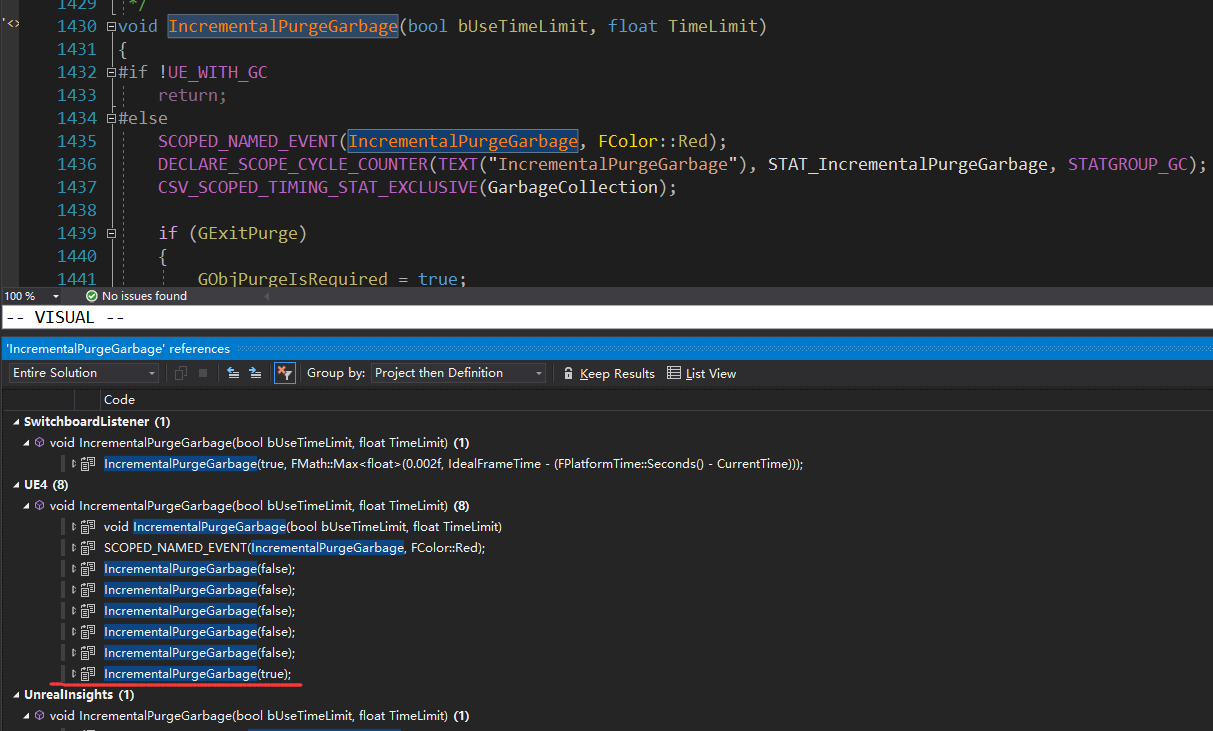 1429 */
1430 void IncrementalPurgeGarbage(bool bUseTimeLimit, float TimeLimit)
1431 {
1432 #if !UE_WITH_GC
1433 return;
1434 #else
1435 SCOPED_NAMED_EVENT(IncrementalPurgeGarbage, FColor::Red);
1436 DECLARE_SCOPE_CYCLE_COUNTER(TEXT("IncrementalPurgeGarbage"), STAT_IncrementalPurgeGarbage, STATGROUP_GC);
1437 CSV_SCOPED_TIMING_STAT_EXCLUSIVE(GarbageCollection);
1438
1439 if (GExitPurge)
1440 {
1441 GObjPurgeIsRequired = true;
100 % No issues found
-- VISUAL --
'IncrementalPurgeGarbage' references
Entire Solution Group by: Project then Definition Keep Results List View
Code
SwitchboardListener (1)
void IncrementalPurgeGarbage(bool bUseTimeLimit, float TimeLimit) (1)
IncrementalPurgeGarbage(true, FMath::Max<float>(0.002f, IdealFrameTime - (FPlatformTime::Seconds() - CurrentTime)));
UE4 (8)
void IncrementalPurgeGarbage(bool bUseTimeLimit, float TimeLimit) (8)
void IncrementalPurgeGarbage(bool bUseTimeLimit, float TimeLimit)
SCOPED_NAMED_EVENT(IncrementalPurgeGarbage, FColor::Red);
IncrementalPurgeGarbage(false);
IncrementalPurgeGarbage(false);
IncrementalPurgeGarbage(false);
IncrementalPurgeGarbage(false);
IncrementalPurgeGarbage(false);
IncrementalPurgeGarbage(true);
UnrealInsights (1)
void IncrementalPurgeGarbage(bool bUseTimeLimit, float TimeLimit) (1)